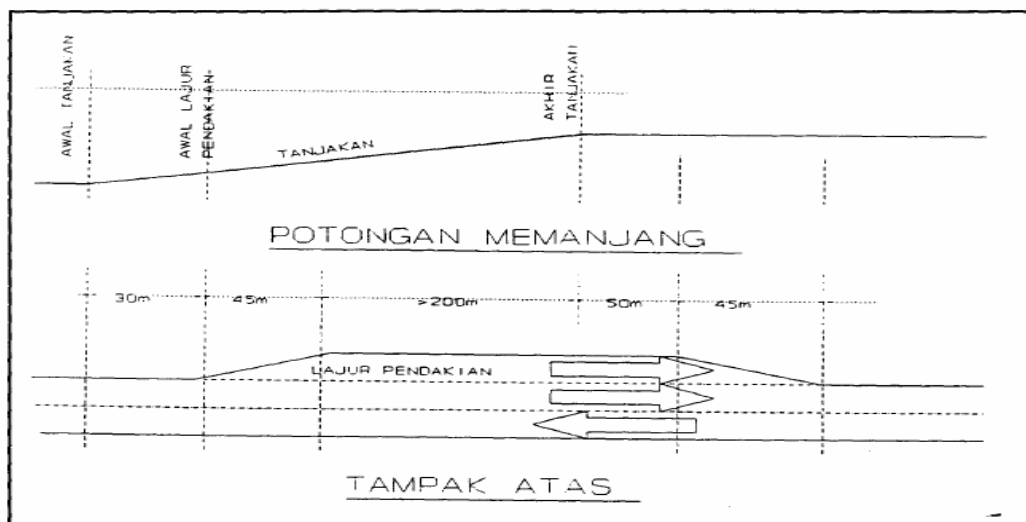 AWAL TANJAKAN
AWAL LAJUR
PENDAKIAN
AKHIR
TANJAKAN
TANJAKAN
POTONGAN MEMANJANG
30m
45m
>200m
50m
45m
LAJUR PENDAKIAN
TAMPAK ATAS